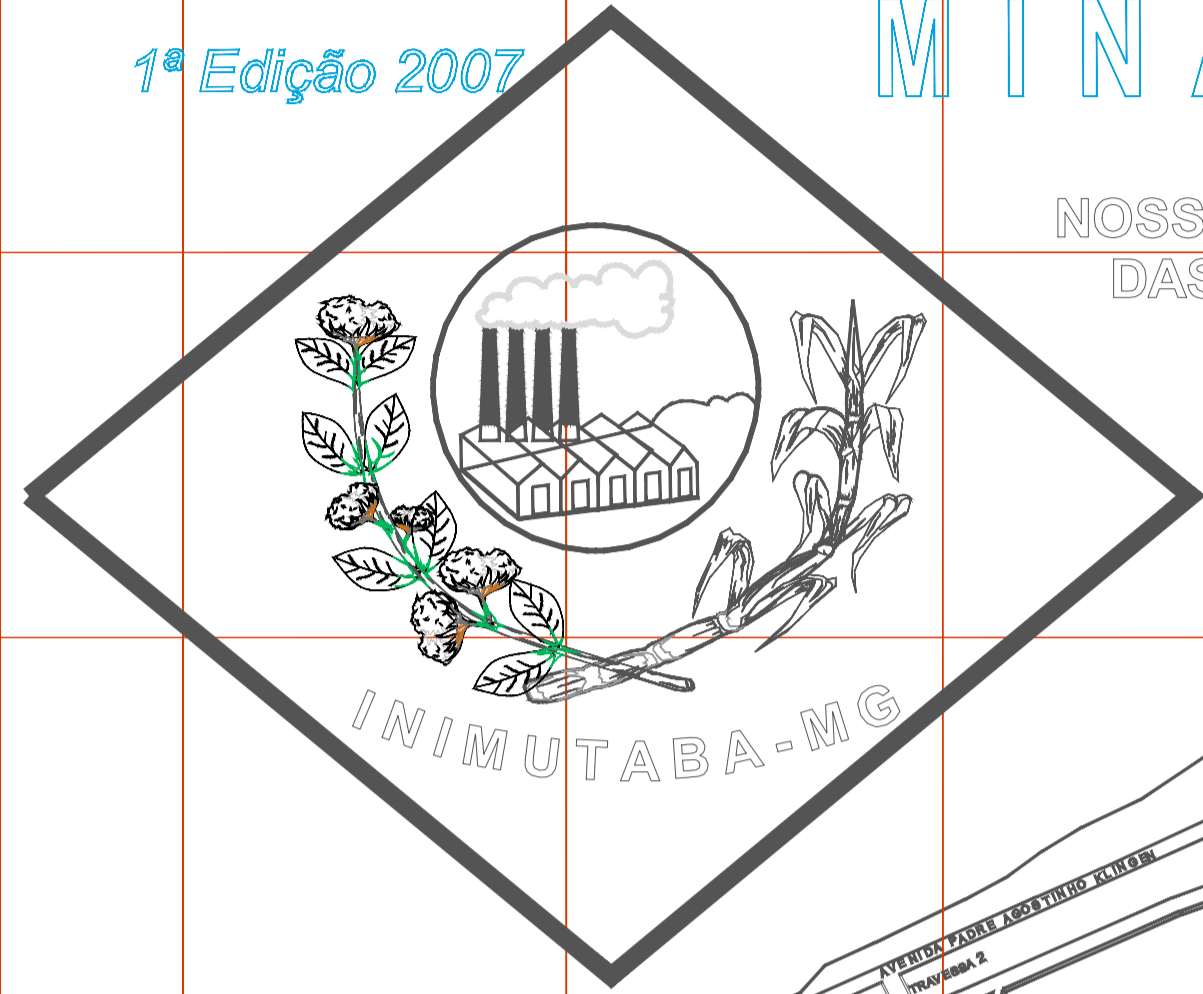 1ª Edição 2007
M I N
NOSS
DAS
INIMUTABA-MG
AVENIDA PADRE AGOSTINHO KLINGEN
TRAVESSA 2